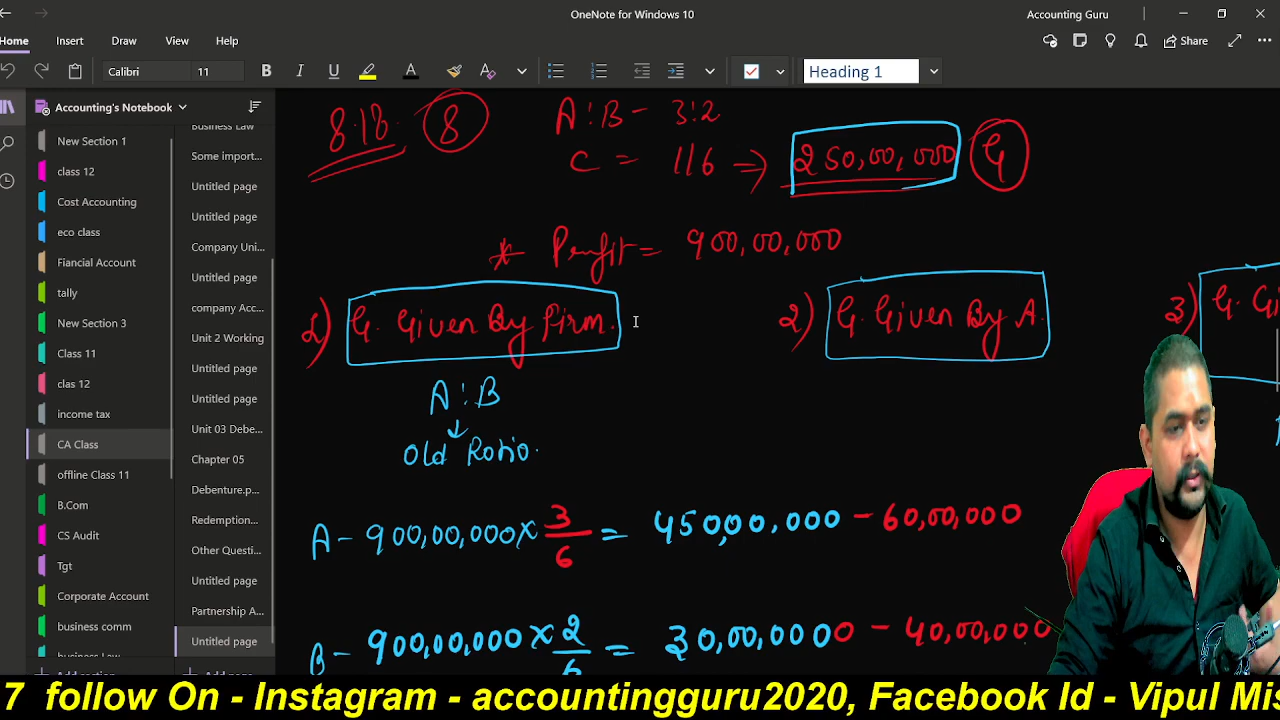 OneNote for Windows 10
Accounting Guru
Home Insert Draw View Help
Share
Calibri 11 B I U A A Heading 1
Accounting's Notebook
New Section 1
class 12
Cost Accounting
eco class
Fiancial Account
tally
New Section 3
Class 11
clas 12
income tax
CA Class
offline Class 11
B.Com
CS Audit
Tgt
Corporate Account
business comm
business Law
Business Law
Some import...
Untitled page
Untitled page
Company Uni...
Untitled page
company Acc...
Unit 2 Working
Untitled page
Untitled page
Unit 03 Debe...
Chapter 05
Debenture.p...
Redemption...
Other Questi...
Untitled page
Partnership A...
Untitled page
8.18. 8
A:B - 3:2
C = 1/6 ⇒ 250,00,000 G
* Profit = 900,00,000
1) G. Given By Firm.
2) G. Given By A.
3) G. Gi
A:B
Old Ratio.
A - 900,00,000 x 3/6 = 450,00,000 - 60,00,000
B - 900,00,000 x 2/6 = 30,00,0000 - 40,00,000
7 follow On - Instagram - accountingguru2020, Facebook Id - Vipul Mis